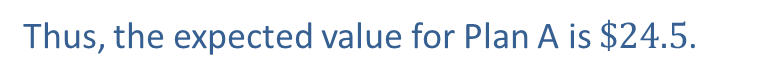 Thus, the expected value for Plan A is $24.5.